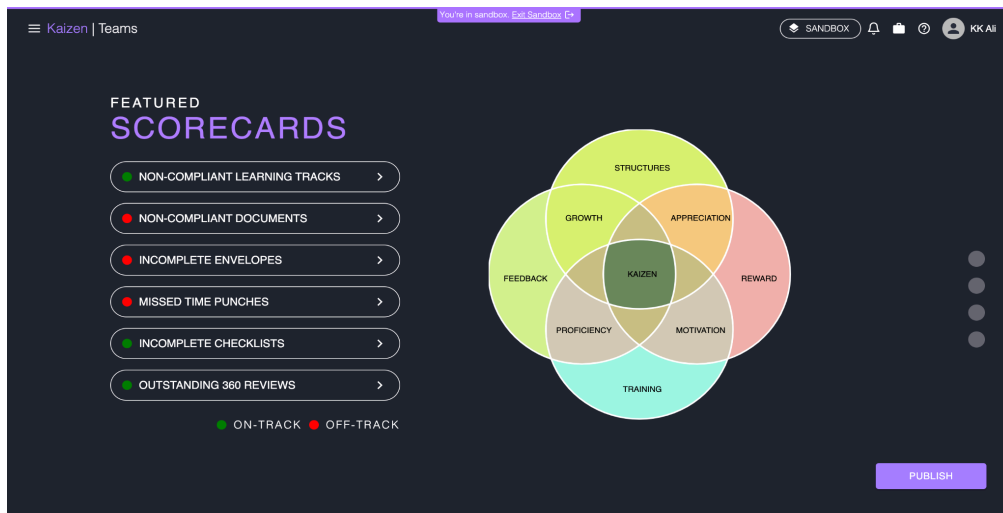 You're in sandbox. Exit Sandbox
Kaizen | Teams
SANDBOX
KK Ali
FEATURED
SCORECARDS
NON-COMPLIANT LEARNING TRACKS
NON-COMPLIANT DOCUMENTS
INCOMPLETE ENVELOPES
MISSED TIME PUNCHES
INCOMPLETE CHECKLISTS
OUTSTANDING 360 REVIEWS
ON-TRACK OFF-TRACK
STRUCTURES
GROWTH
APPRECIATION
FEEDBACK
KAIZEN
REWARD
PROFICIENCY
MOTIVATION
TRAINING
PUBLISH